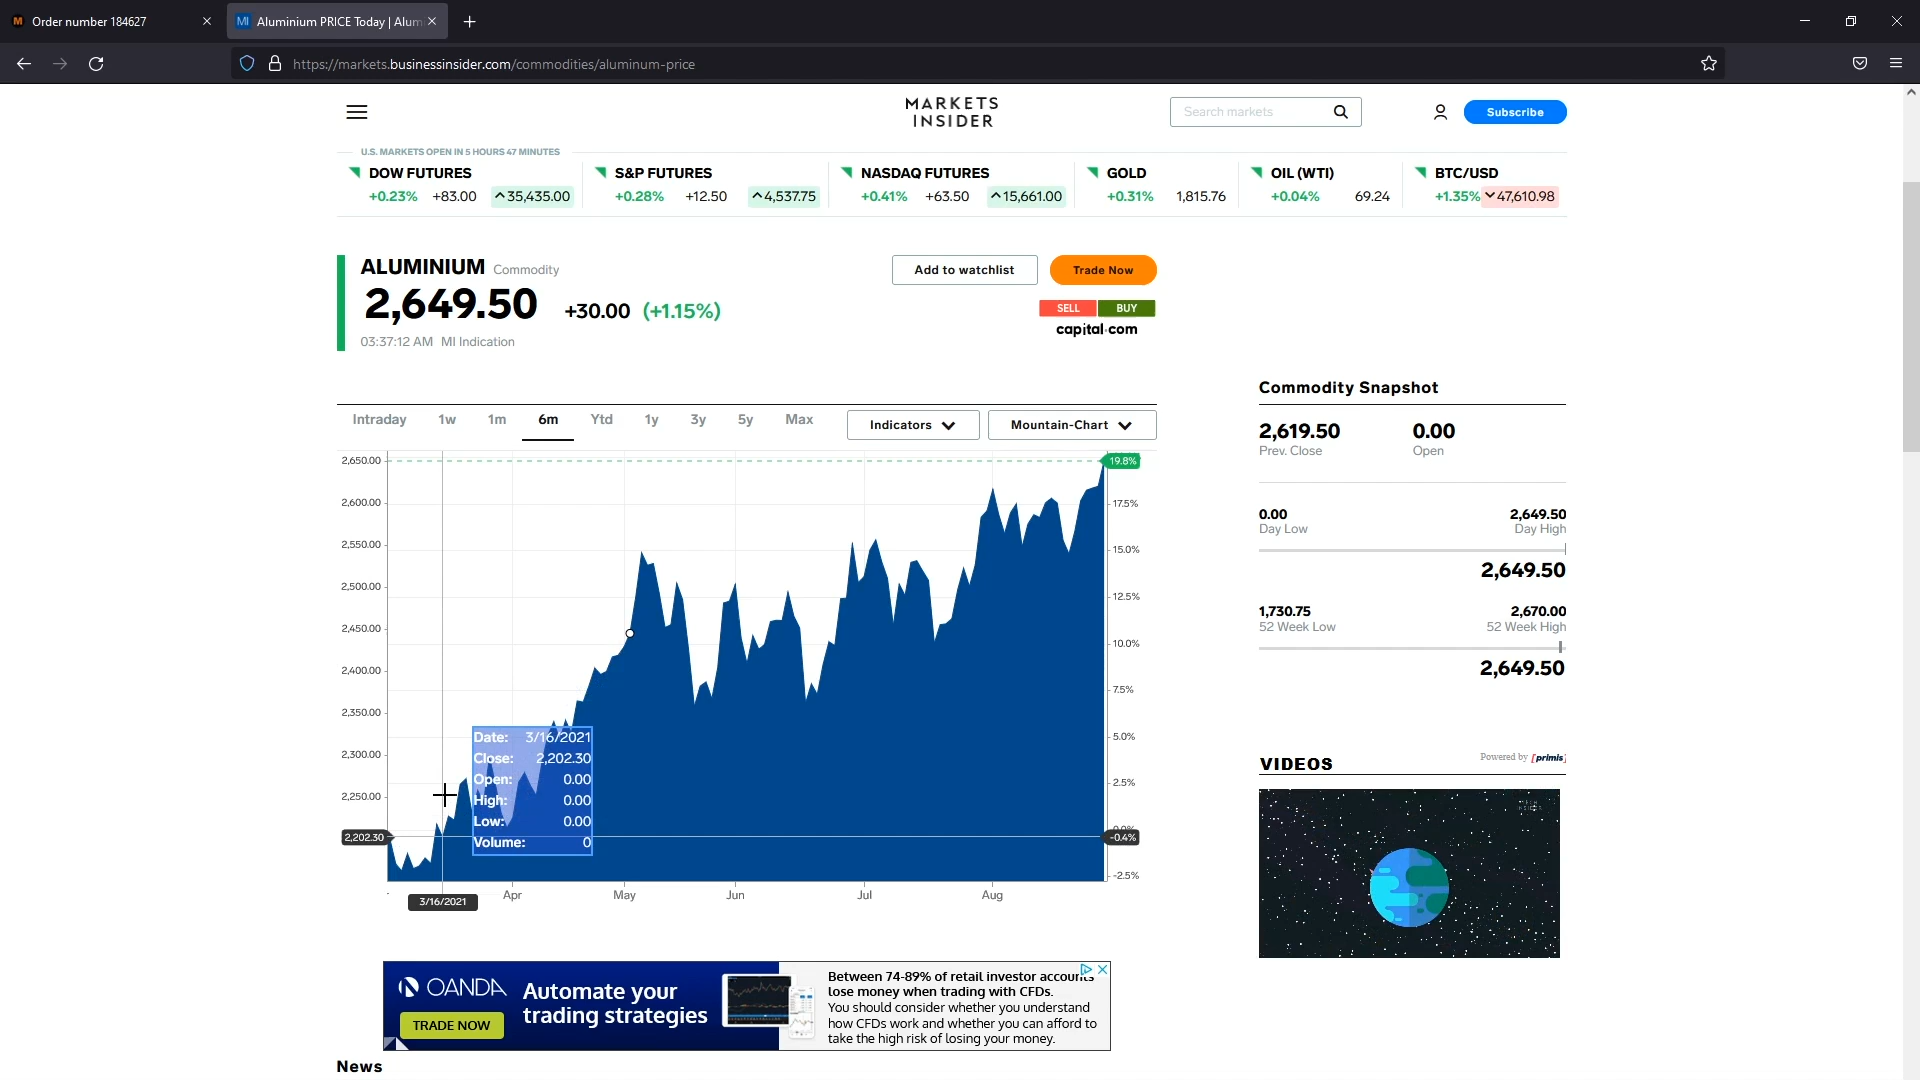 Order number 184627
Aluminium PRICE Today | Alum
https://markets.businessinsider.com/commodities/aluminum-price
MARKETS
INSIDER
Search markets
Subscribe
U.S. MARKETS OPEN IN 5 HOURS 47 MINUTES
DOW FUTURES
+0.23% +83.00 35,435.00
S&P FUTURES
+0.28% +12.50 4,537.75
NASDAQ FUTURES
+0.41% +63.50 15,661.00
GOLD
+0.31% 1,815.76
OIL (WTI)
+0.04% 69.24
BTC/USD
+1.35% 47,610.98
ALUMINIUM Commodity
2,649.50 +30.00 (+1.15%)
03:37:12 AM MI Indication
Add to watchlist
Trade Now
SELL BUY
capital.com
Intraday 1w 1m 6m Ytd 1y 3y 5y Max
Indicators
Mountain-Chart
2,650.00
2,600.00
2,550.00
2,500.00
2,450.00
2,400.00
2,350.00
2,300.00
2,250.00
2,202.30
19.8%
17.5%
15.0%
12.5%
10.0%
7.5%
5.0%
2.5%
-0.4%
-2.5%
Date: 3/16/2021
Close: 2,202.30
Open: 0.00
High: 0.00
Low: 0.00
Volume: 0
3/16/2021
Apr May Jun Jul Aug
Commodity Snapshot
2,619.50 0.00
Prev. Close Open
0.00 2,649.50
Day Low Day High
2,649.50
1,730.75 2,670.00
52 Week Low 52 Week High
2,649.50
VIDEOS
Powered by [primis]
OANDA
TRADE NOW
Automate your
trading strategies
Between 74-89% of retail investor accounts
lose money when trading with CFDs.
You should consider whether you understand
how CFDs work and whether you can afford to
take the high risk of losing your money.
News